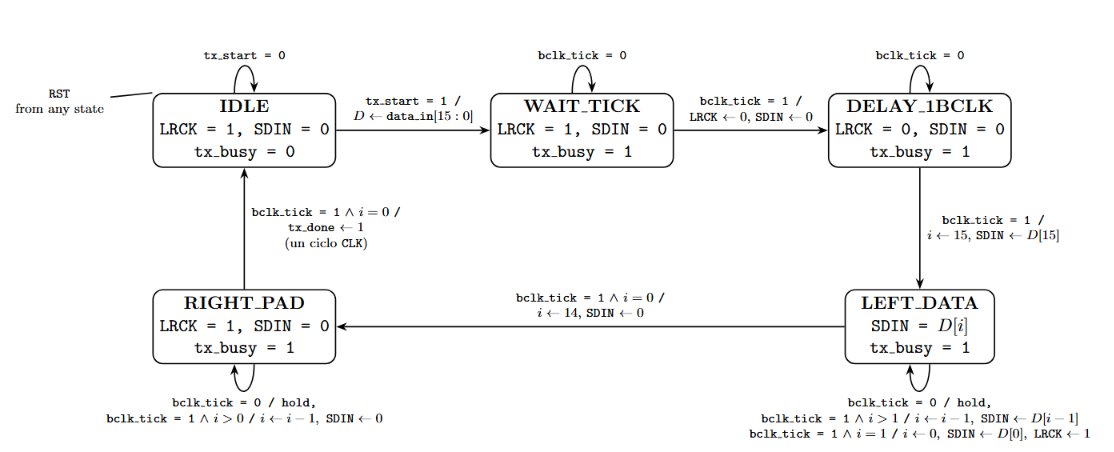 tx_start = 0
bclk_tick = 0
bclk_tick = 0
RST
from any state
IDLE
LRCK = 1, SDIN = 0
tx_busy = 0
tx_start = 1 /
D ← data_in[15 : 0]
WAIT_TICK
LRCK = 1, SDIN = 0
tx_busy = 1
bclk_tick = 1 /
LRCK ← 0, SDIN ← 0
DELAY_1BCLK
LRCK = 0, SDIN = 0
tx_busy = 1
bclk_tick = 1 ∧ i = 0 /
tx_done ← 1
(un ciclo CLK)
bclk_tick = 1 /
i ← 15, SDIN ← D[15]
RIGHT_PAD
LRCK = 1, SDIN = 0
tx_busy = 1
bclk_tick = 1 ∧ i = 0 /
i ← 14, SDIN ← 0
LEFT_DATA
SDIN = D[i]
tx_busy = 1
bclk_tick = 0 / hold,
bclk_tick = 1 ∧ i > 0 / i ← i − 1, SDIN ← 0
bclk_tick = 0 / hold,
bclk_tick = 1 ∧ i > 1 / i ← i − 1, SDIN ← D[i − 1]
bclk_tick = 1 ∧ i = 1 / i ← 0, SDIN ← D[0], LRCK ← 1